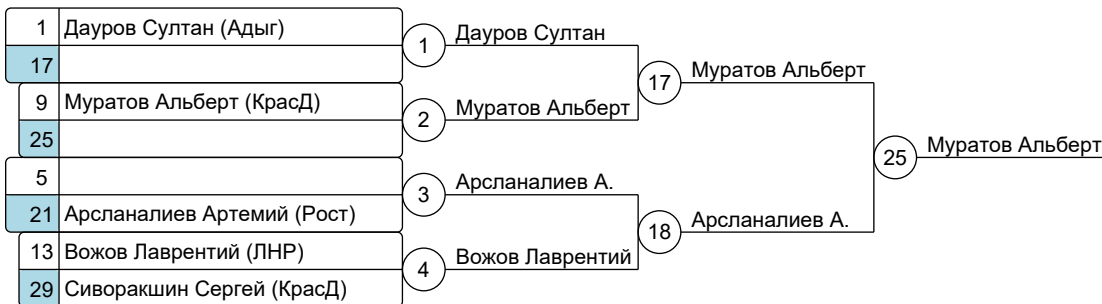 1 Дауров Султан (Адыг)
17
9 Муратов Альберт (КрасД)
25
5
21 Арсланалиев Артемий (Рост)
13 Вожов Лаврентий (ЛНР)
29 Сиворакшин Сергей (КрасД)
1 Дауров Султан
2 Муратов Альберт
3 Арсланалиев А.
4 Вожов Лаврентий
17 Муратов Альберт
18 Арсланалиев А.
25 Муратов Альберт